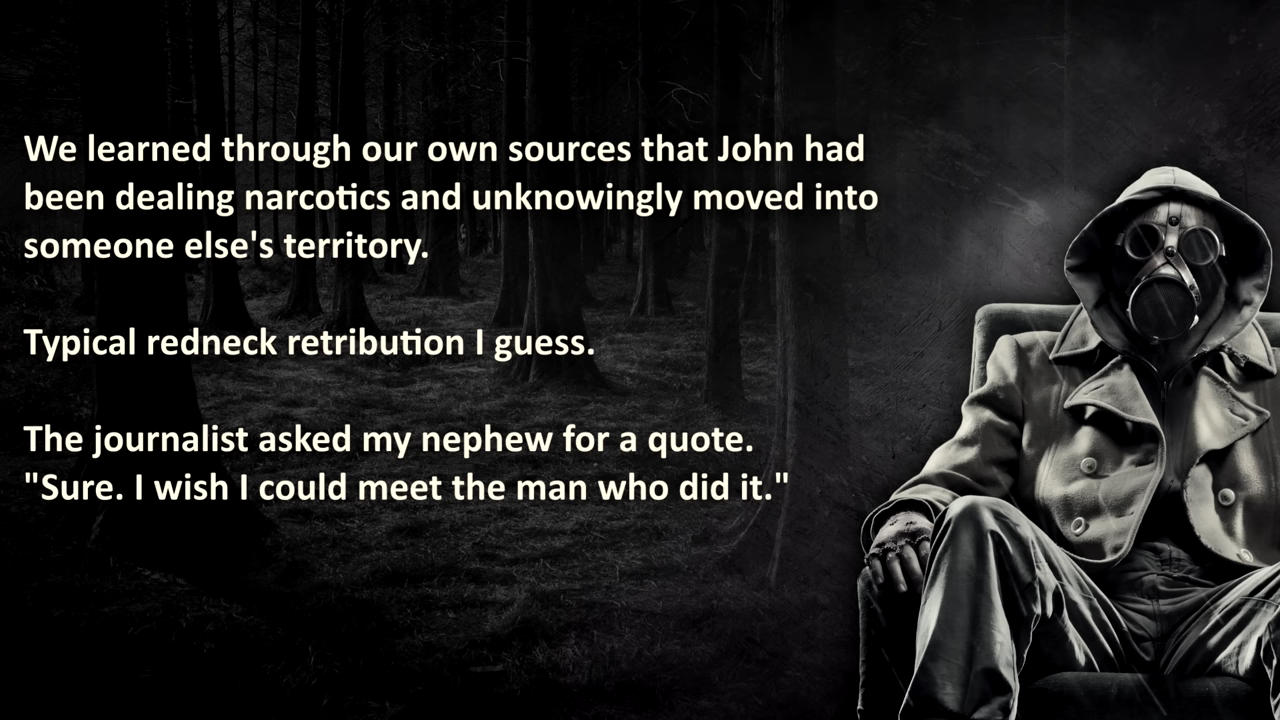 We learned through our own sources that John had
been dealing narcotics and unknowingly moved into
someone else's territory.
Typical redneck retribution I guess.
The journalist asked my nephew for a quote.
"Sure. I wish I could meet the man who did it."